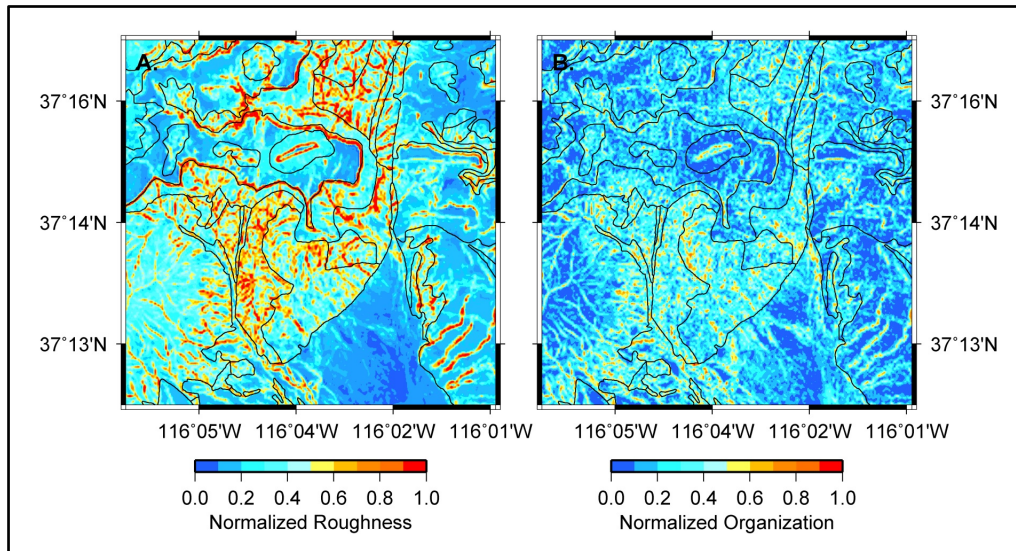 A.
B.
37°16'N
37°16'N
37°14'N
37°14'N
37°13'N
37°13'N
116°05'W 116°04'W 116°02'W 116°01'W
116°05'W 116°04'W 116°02'W 116°01'W
0.0 0.2 0.4 0.6 0.8 1.0
0.0 0.2 0.4 0.6 0.8 1.0
Normalized Roughness
Normalized Organization